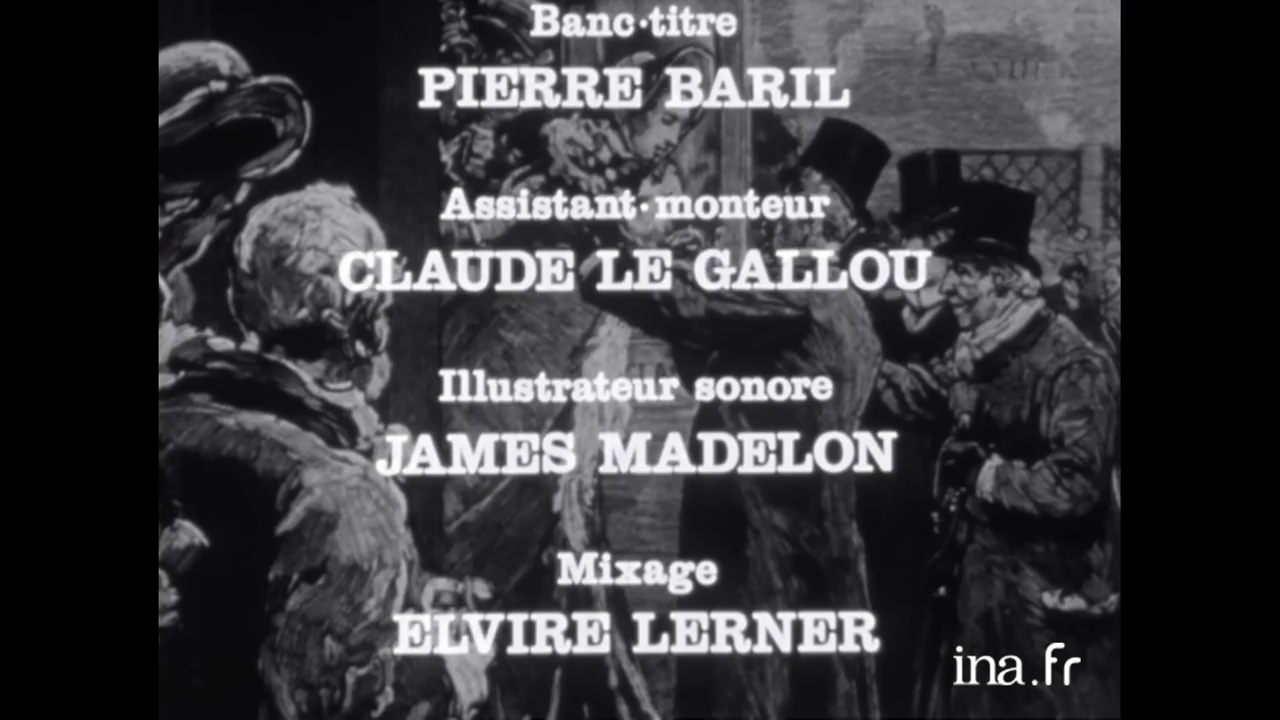 Banc·titre
PIERRE BARIL
Assistant·monteur
CLAUDE LE GALLOU
Illustrateur sonore
JAMES MADELON
Mixage
ELVIRE LERNER
ina.fr